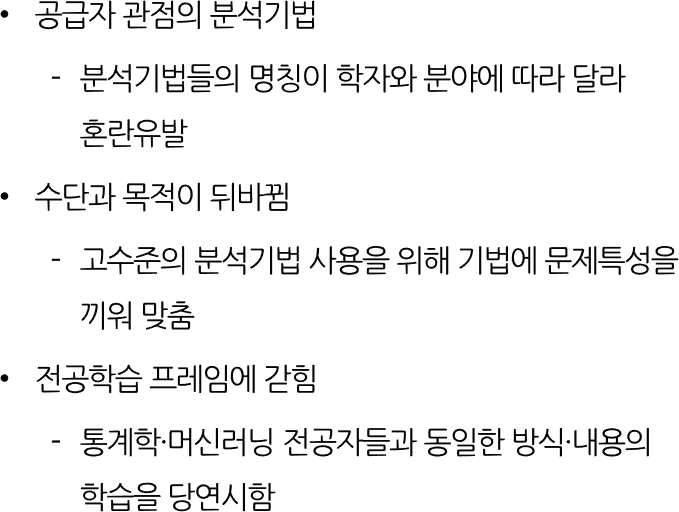 • 공급자 관점의 분석기법
- 분석기법들의 명칭이 학자와 분야에 따라 달라
혼란유발
• 수단과 목적이 뒤바뀜
- 고수준의 분석기법 사용을 위해 기법에 문제특성을
끼워 맞춤
• 전공학습 프레임에 갇힘
- 통계학·머신러닝 전공자들과 동일한 방식·내용의
학습을 당연시함